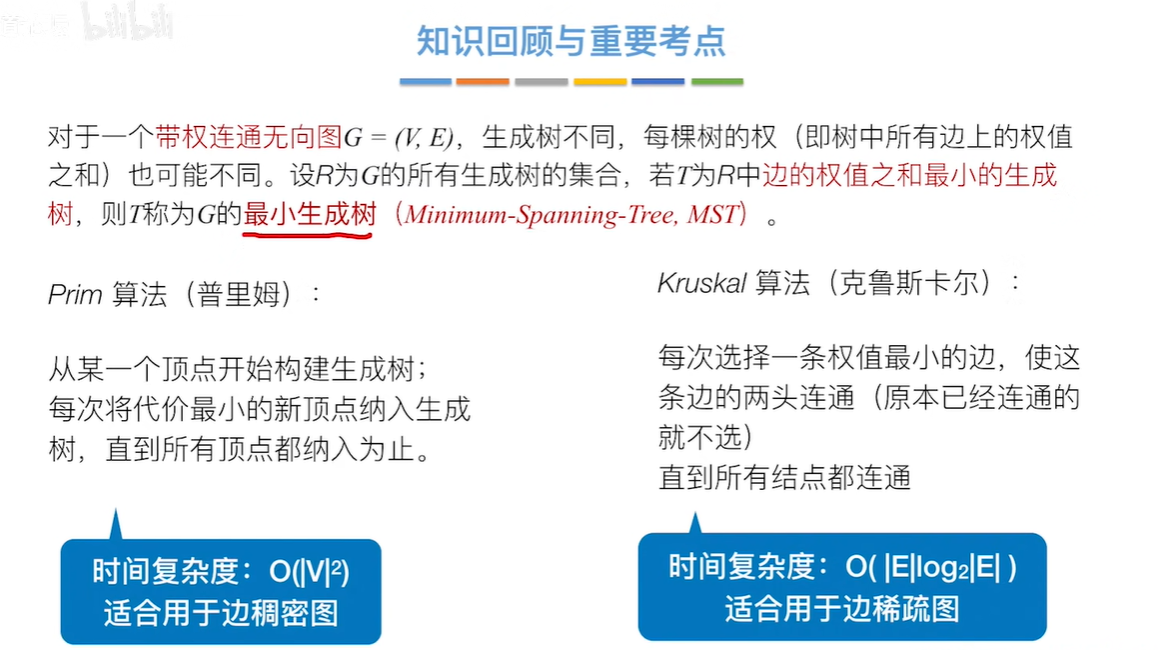 bilibili
知识回顾与重要考点
对于一个带权连通无向图G = (V, E)，生成树不同，每棵树的权（即树中所有边上的权值
之和）也可能不同。设R为G的所有生成树的集合，若T为R中边的权值之和最小的生成
树，则T称为G的最小生成树（Minimum-Spanning-Tree, MST）。
Prim 算法（普里姆）：
从某一个顶点开始构建生成树；
每次将代价最小的新顶点纳入生成
树，直到所有顶点都纳入为止。
时间复杂度：O(|V|²)
适合用于边稠密图
Kruskal 算法（克鲁斯卡尔）：
每次选择一条权值最小的边，使这
条边的两头连通（原本已经连通的
就不选）
直到所有结点都连通
时间复杂度：O( |E|log₂|E| )
适合用于边稀疏图